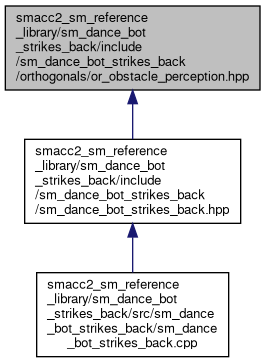 smacc2_sm_reference
_library/sm_dance_bot
_strikes_back/include
/sm_dance_bot_strikes_back
/orthogonals/or_obstacle_perception.hpp
smacc2_sm_reference
_library/sm_dance_bot
_strikes_back/include
/sm_dance_bot_strikes_back
/sm_dance_bot_strikes_back.hpp
smacc2_sm_reference
_library/sm_dance_bot
_strikes_back/src/sm_dance
_bot_strikes_back/sm_dance
_bot_strikes_back.cpp